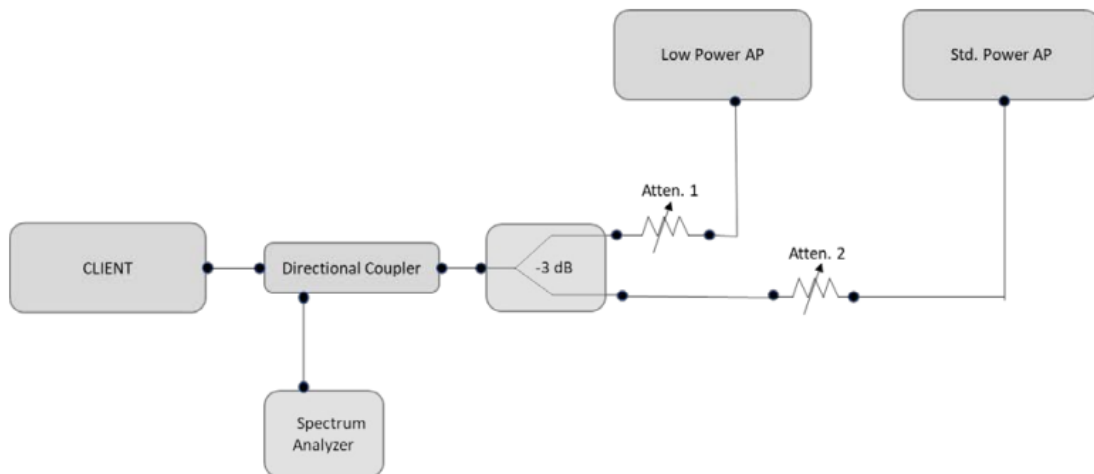 Low Power AP
Std. Power AP
Atten. 1
CLIENT
Directional Coupler
-3 dB
Atten. 2
Spectrum
Analyzer